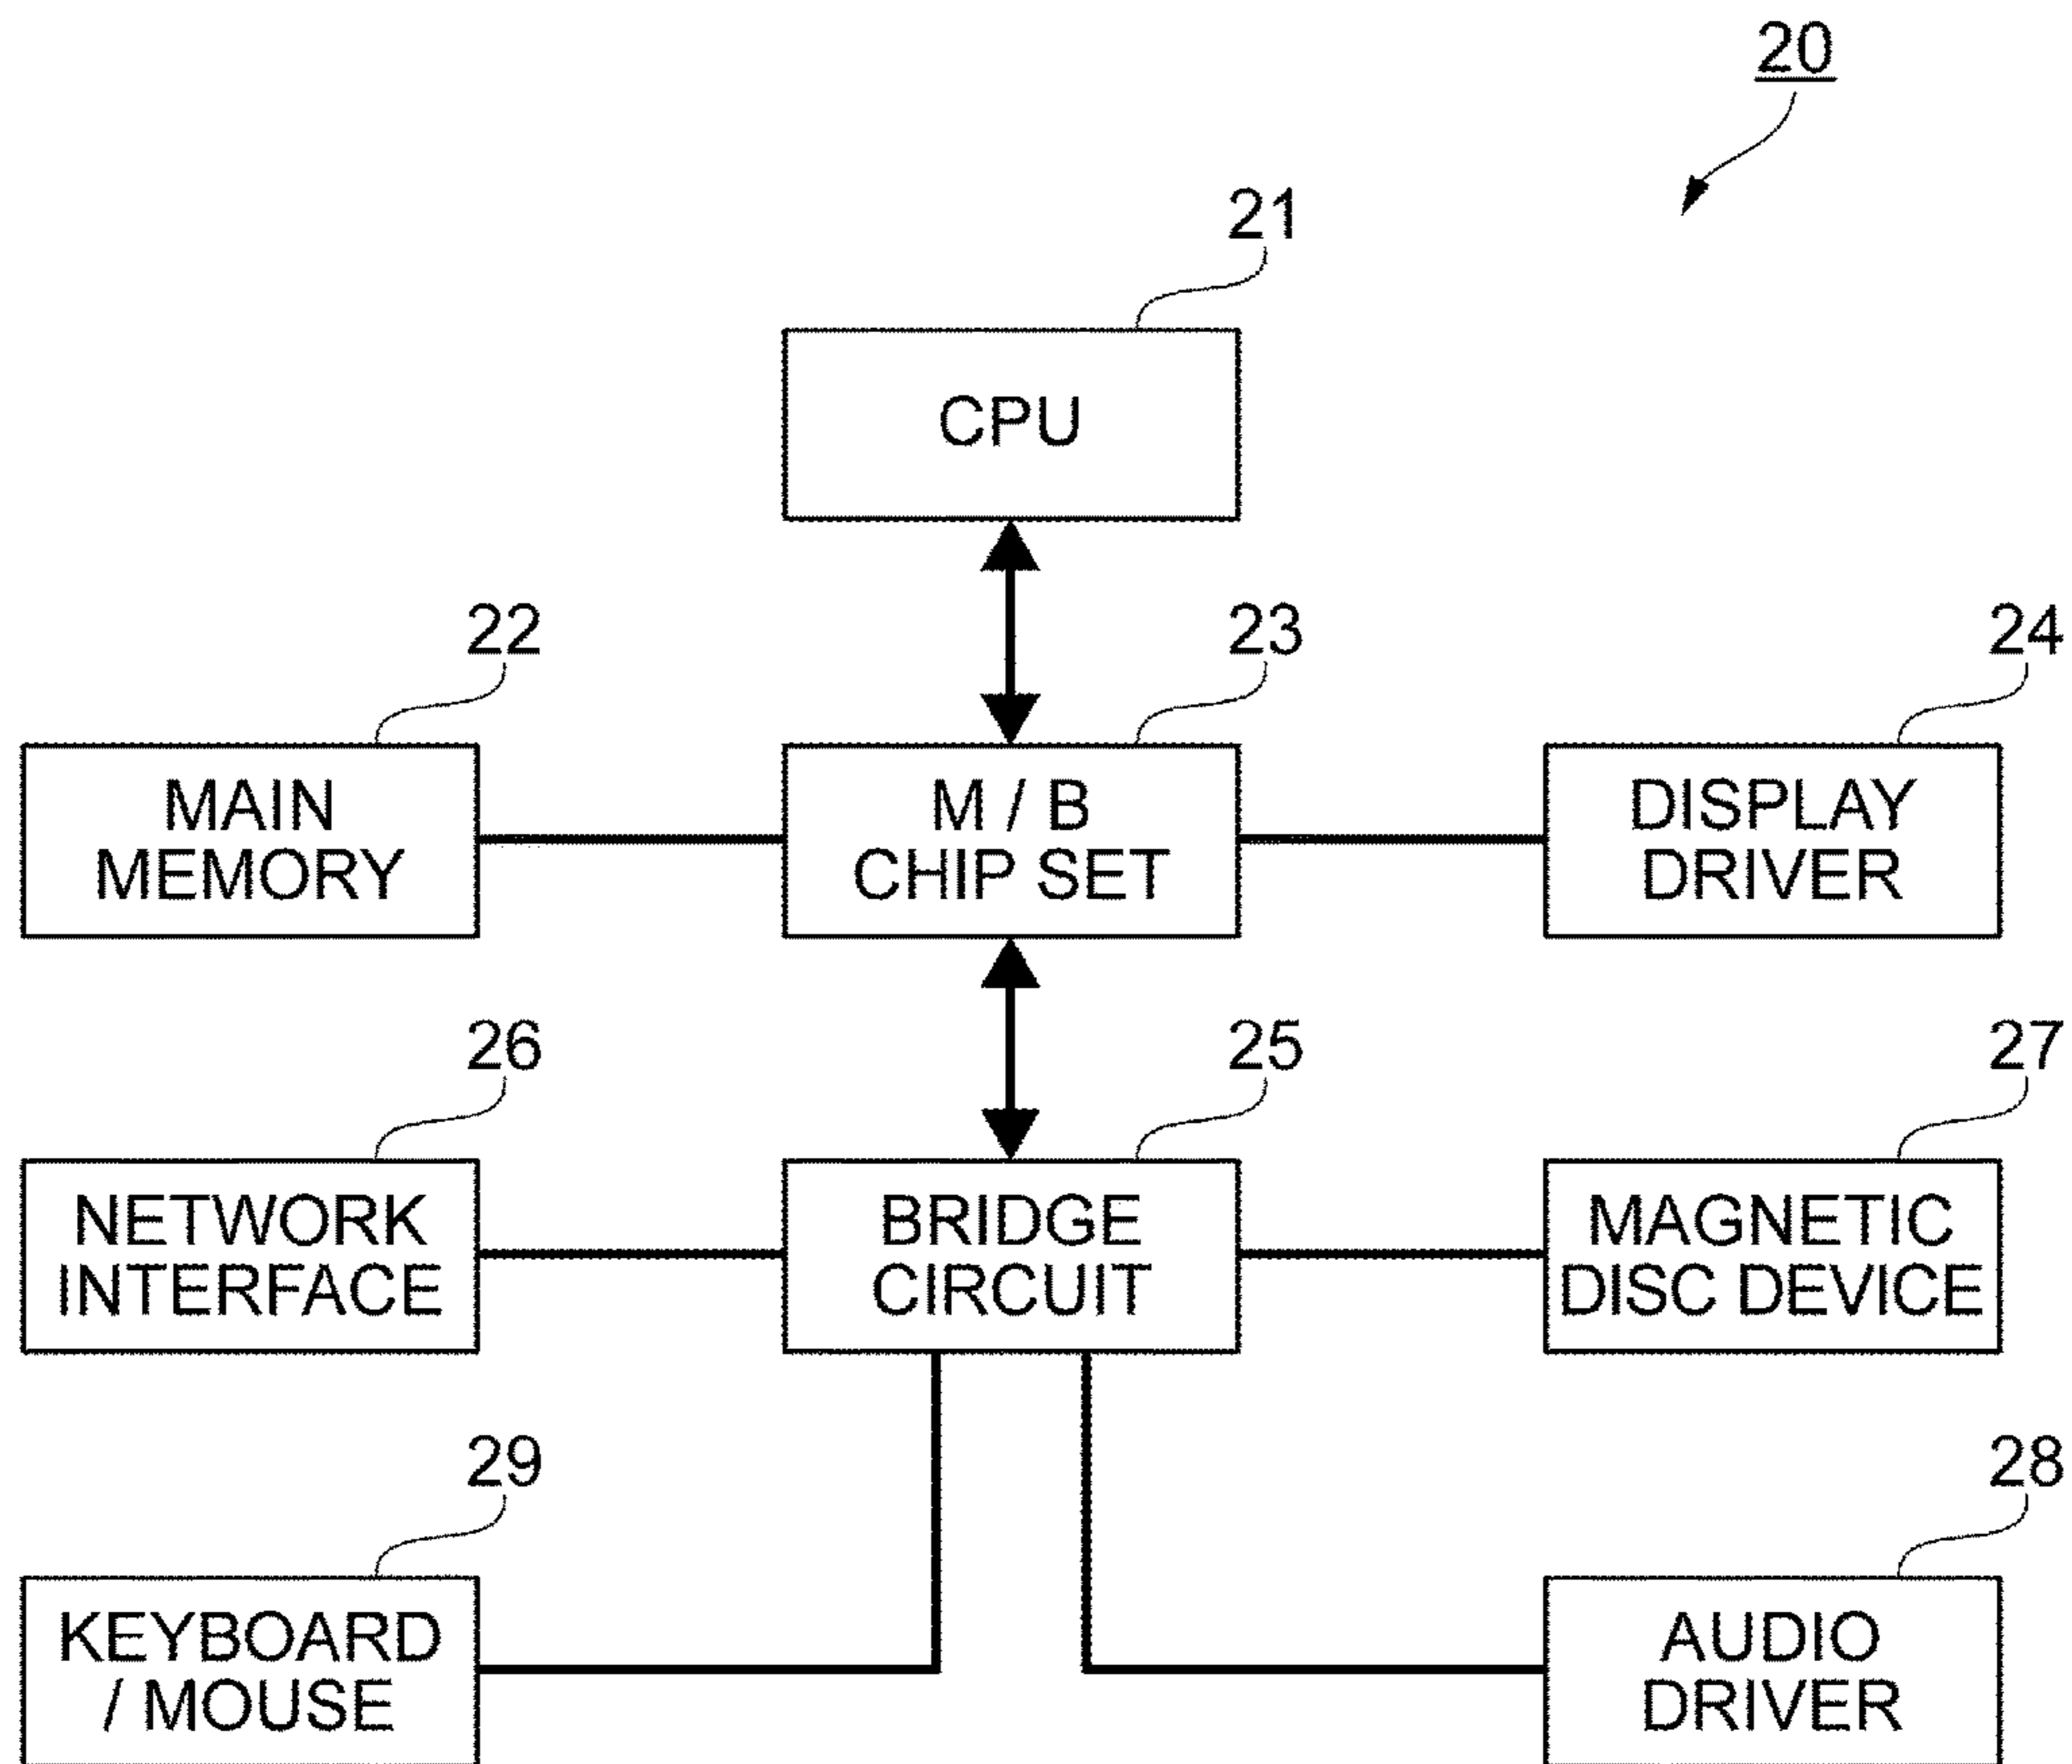 20
21
CPU
22
23
24
MAIN
MEMORY
M / B
CHIP SET
DISPLAY
DRIVER
26
25
27
NETWORK
INTERFACE
BRIDGE
CIRCUIT
MAGNETIC
DISC DEVICE
29
28
KEYBOARD
/ MOUSE
AUDIO
DRIVER